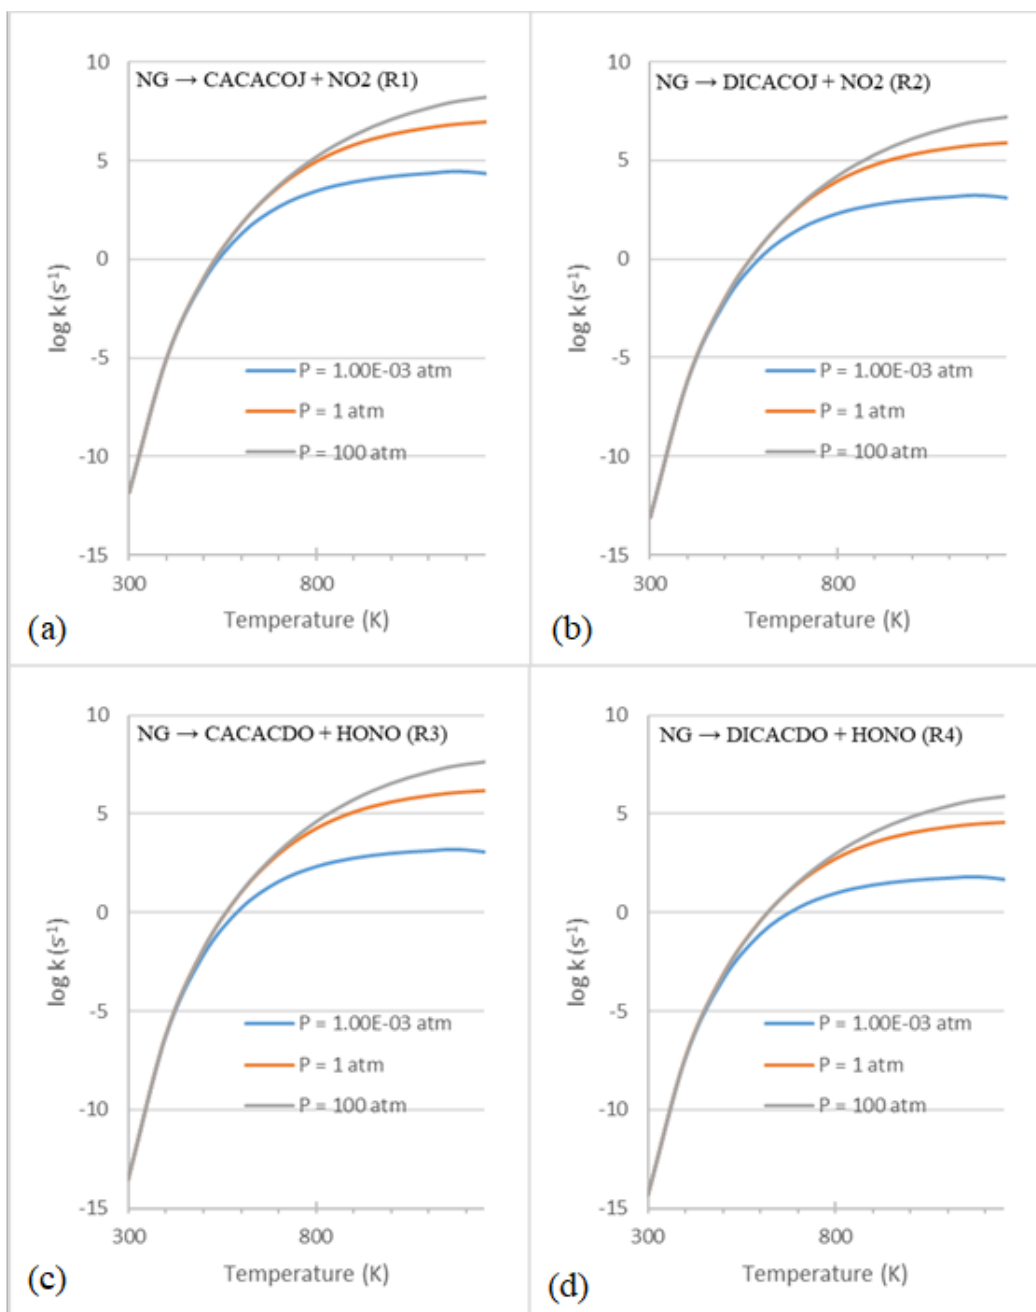 NG → CACACOJ + NO2 (R1)
10
5
0
-5
-10
-15
log k (s⁻¹)
P = 1.00E-03 atm
P = 1 atm
P = 100 atm
300
800
Temperature (K)
(a)
NG → DICACOJ + NO2 (R2)
10
5
0
-5
-10
-15
log k (s⁻¹)
P = 1.00E-03 atm
P = 1 atm
P = 100 atm
300
800
Temperature (K)
(b)
NG → CACACDO + HONO (R3)
10
5
0
-5
-10
-15
log k (s⁻¹)
P = 1.00E-03 atm
P = 1 atm
P = 100 atm
300
800
Temperature (K)
(c)
NG → DICACDO + HONO (R4)
10
5
0
-5
-10
-15
log k (s⁻¹)
P = 1.00E-03 atm
P = 1 atm
P = 100 atm
300
800
Temperature (K)
(d)